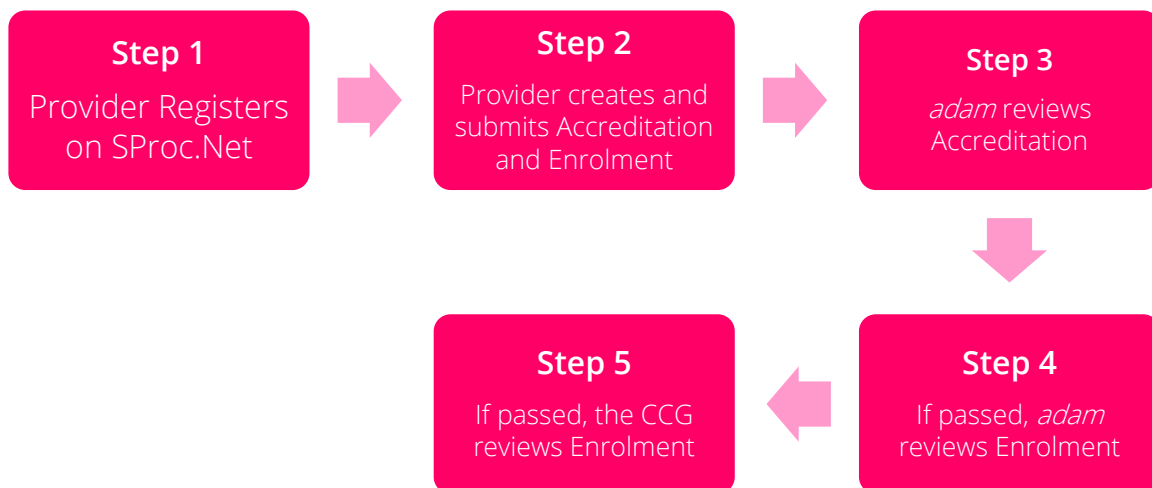 Step 1
Provider Registers
on SProc.Net
Step 2
Provider creates and
submits Accreditation
and Enrolment
Step 3
adam reviews
Accreditation
Step 4
If passed, adam
reviews Enrolment
Step 5
If passed, the CCG
reviews Enrolment